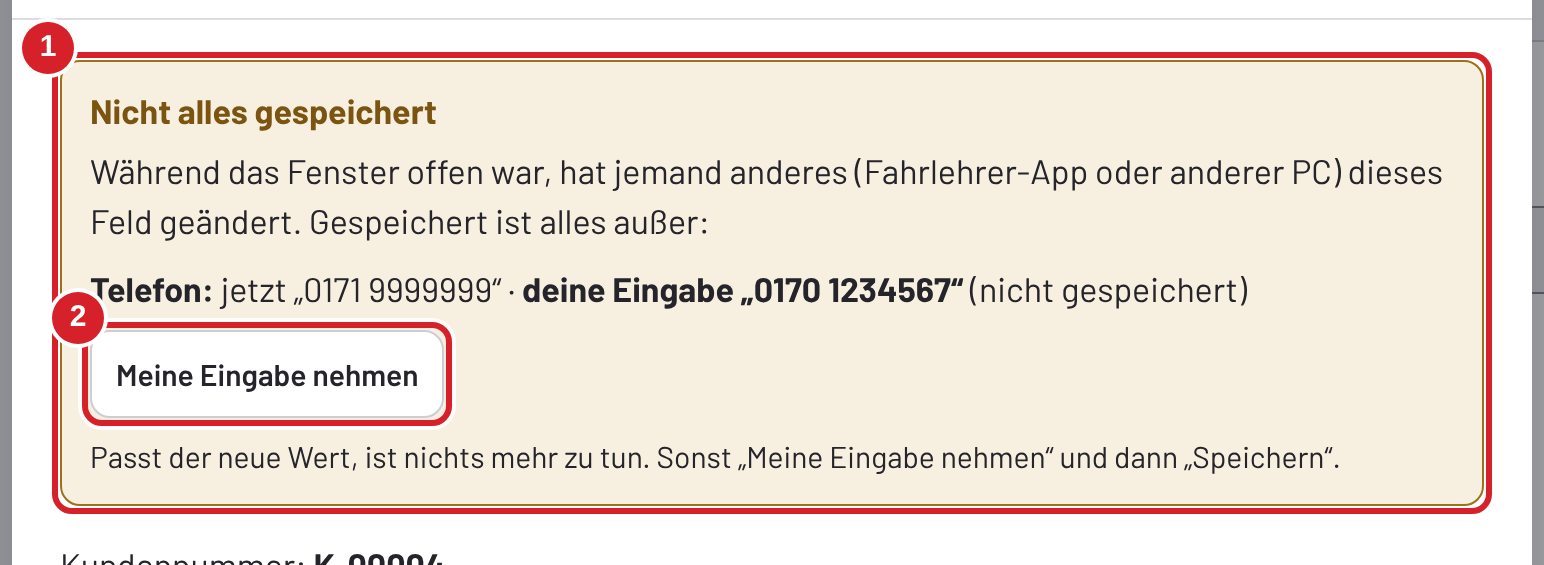 1
Nicht alles gespeichert
Während das Fenster offen war, hat jemand anderes (Fahrlehrer-App oder anderer PC) dieses
Feld geändert. Gespeichert ist alles außer:
Telefon: jetzt „0171 9999999“ · deine Eingabe „0170 1234567“ (nicht gespeichert)
2
Meine Eingabe nehmen
Passt der neue Wert, ist nichts mehr zu tun. Sonst „Meine Eingabe nehmen“ und dann „Speichern“.
Kundennummer: K-00004